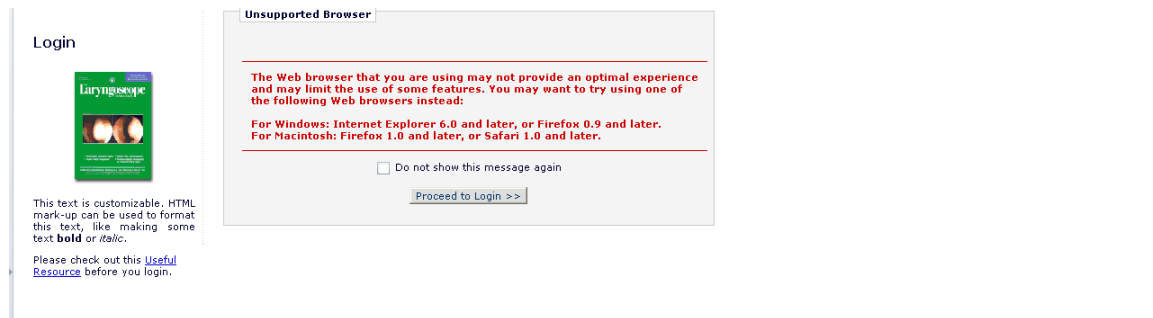 Login
Laryngoscope
This text is customizable. HTML
mark-up can be used to format
this text, like making some
text bold or italic.
Please check out this Useful
Resource before you login.
Unsupported Browser
The Web browser that you are using may not provide an optimal experience
and may limit the use of some features. You may want to try using one of
the following Web browsers instead:
For Windows: Internet Explorer 6.0 and later, or Firefox 0.9 and later.
For Macintosh: Firefox 1.0 and later, or Safari 1.0 and later.
Do not show this message again
Proceed to Login >>